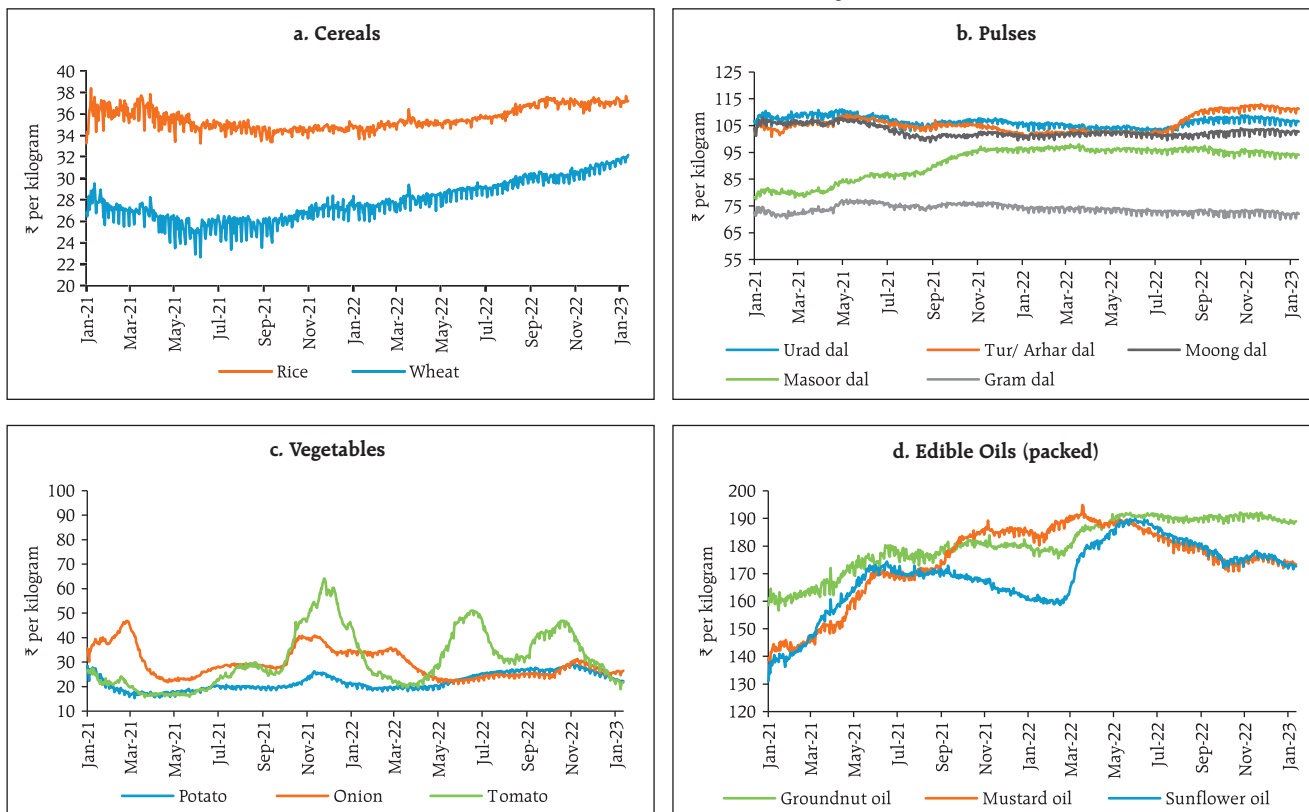 a. Cereals
₹ per kilogram
40
38
36
34
32
30
28
26
24
22
20
Jan-21
Mar-21
May-21
Jul-21
Sep-21
Nov-21
Jan-22
Mar-22
May-22
Jul-22
Sep-22
Nov-22
Jan-23
Rice
Wheat
b. Pulses
₹ per kilogram
125
115
105
95
85
75
65
55
Jan-21
Mar-21
May-21
Jul-21
Sep-21
Nov-21
Jan-22
Mar-22
May-22
Jul-22
Sep-22
Nov-22
Jan-23
Urad dal
Tur/ Arhar dal
Moong dal
Masoor dal
Gram dal
c. Vegetables
₹ per kilogram
100
90
80
70
60
50
40
30
20
10
Jan-21
Mar-21
May-21
Jul-21
Sep-21
Nov-21
Jan-22
Mar-22
May-22
Jul-22
Sep-22
Nov-22
Jan-23
Potato
Onion
Tomato
d. Edible Oils (packed)
₹ per kilogram
200
190
180
170
160
150
140
130
120
Jan-21
Mar-21
May-21
Jul-21
Sep-21
Nov-21
Jan-22
Mar-22
May-22
Jul-22
Sep-22
Nov-22
Jan-23
Groundnut oil
Mustard oil
Sunflower oil